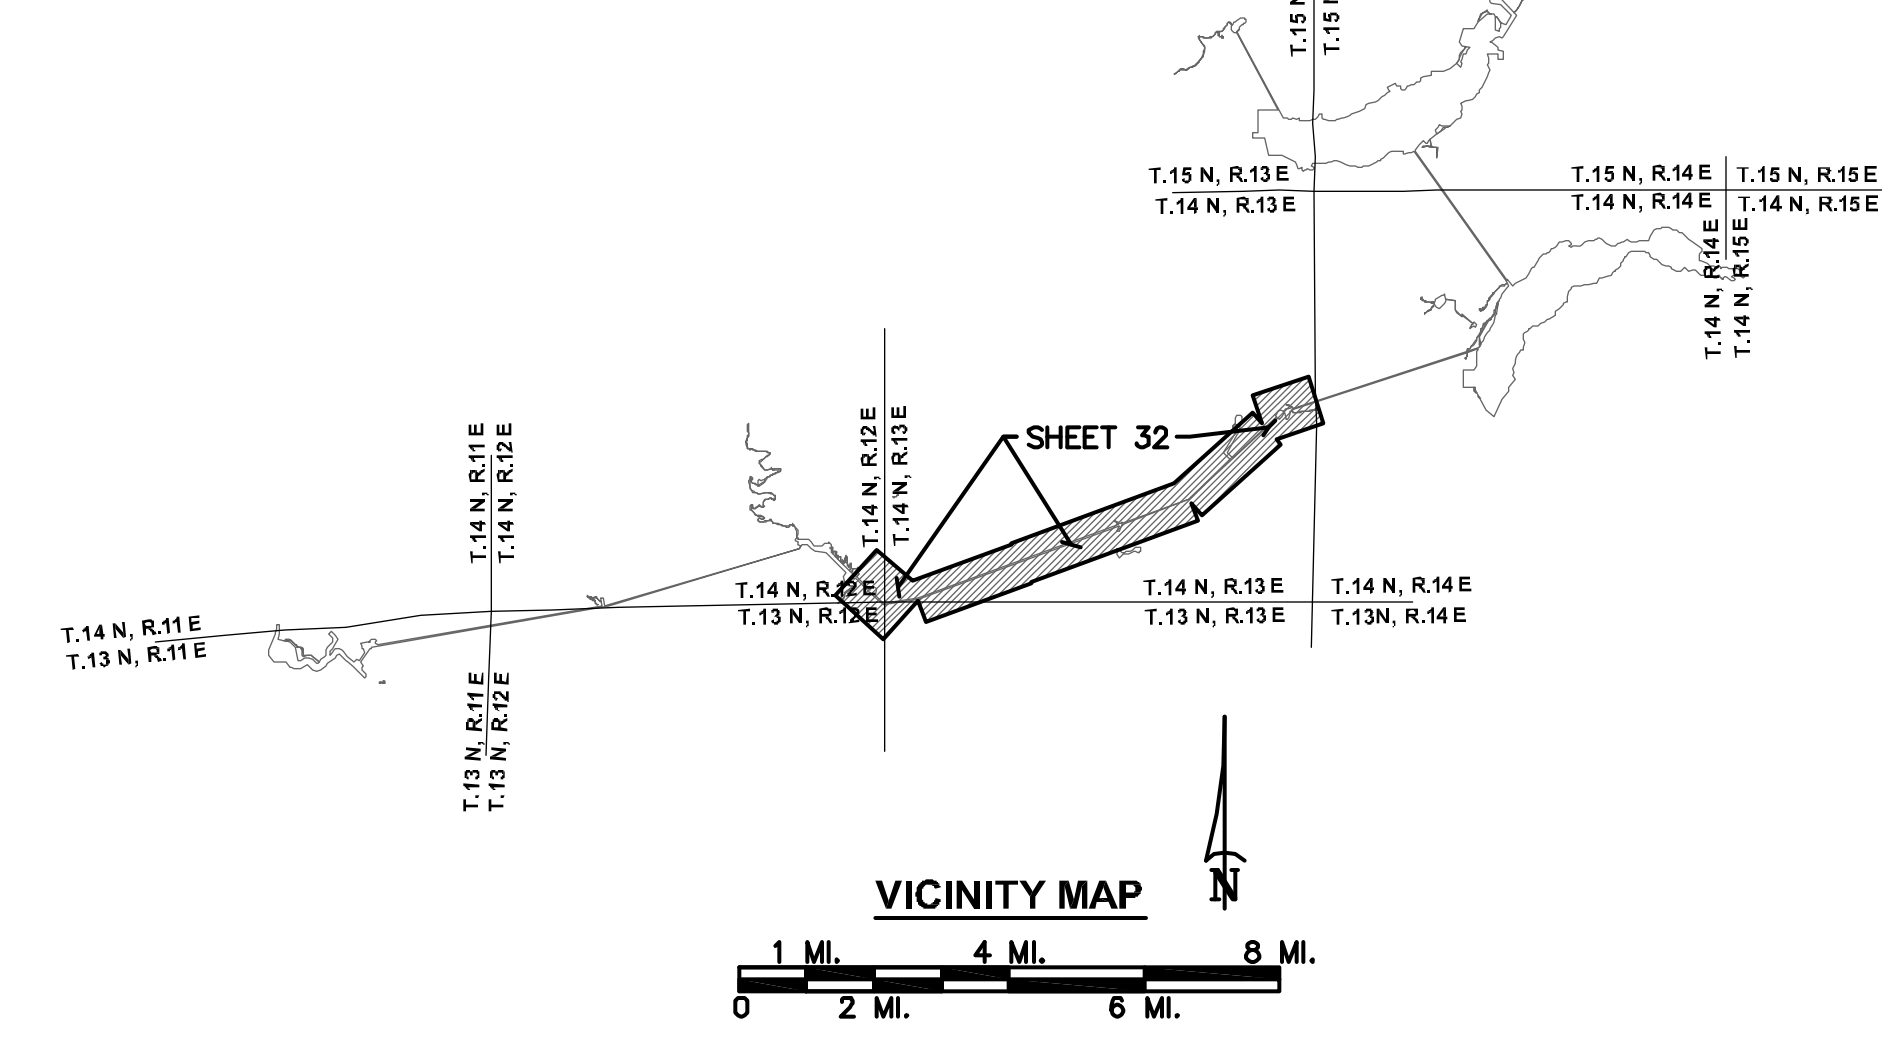 T.15 N
T.15 N
T.15 N, R.13 E
T.14 N, R.13 E
T.15 N, R.14 E
T.14 N, R.14 E
T.15 N, R.15 E
T.14 N, R.15 E
T.14 N, R.14 E
T.14 N, R.15 E
T.14 N, R.11 E
T.14 N, R.12 E
T.14 N, R.12 E
T.14 N, R.13 E
SHEET 32
T.14 N, R.12 E
T.13 N, R.12 E
T.14 N, R.13 E
T.13 N, R.13 E
T.14 N, R.14 E
T.13N, R.14 E
T.14 N, R.11 E
T.13 N, R.11 E
T.13 N, R.11 E
T.13 N, R.12 E
N
VICINITY MAP
1 MI.
4 MI.
8 MI.
0
2 MI.
6 MI.